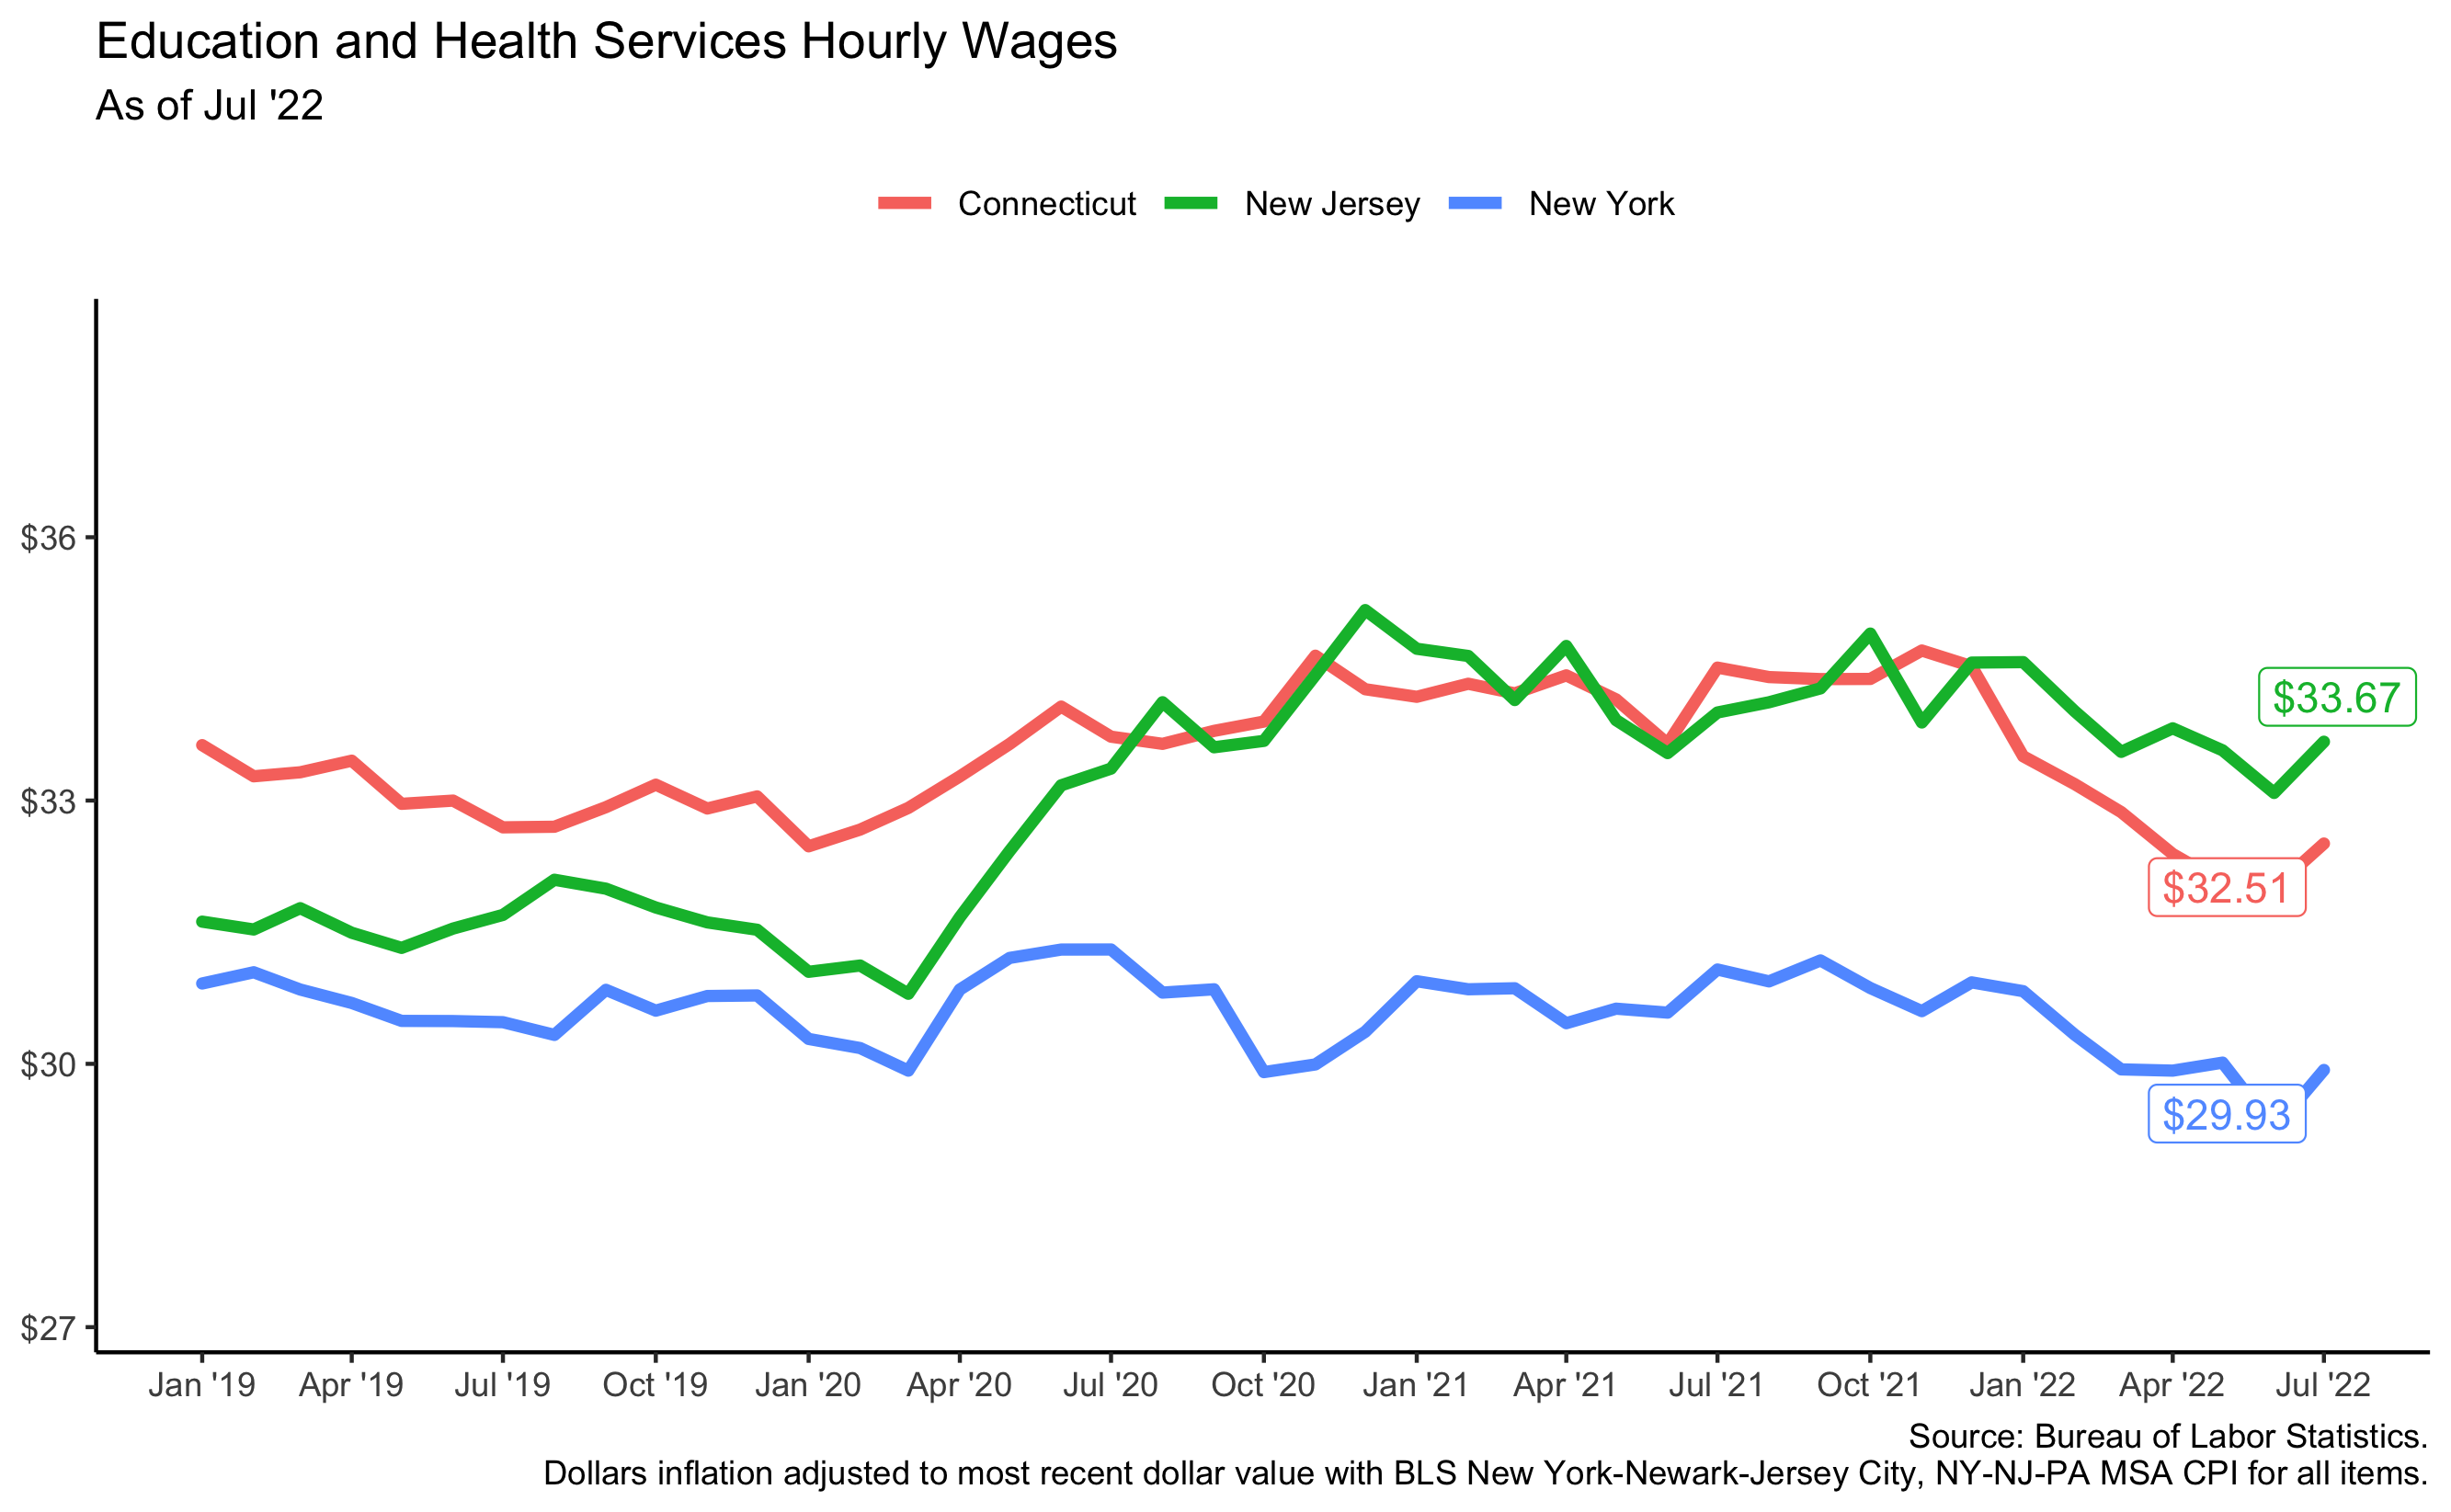 Education and Health Services Hourly Wages
As of Jul '22
Connecticut New Jersey New York
$36
$33
$30
$27
$33.67
$32.51
$29.93
Jan '19 Apr '19 Jul '19 Oct '19 Jan '20 Apr '20 Jul '20 Oct '20 Jan '21 Apr '21 Jul '21 Oct '21 Jan '22 Apr '22 Jul '22
Source: Bureau of Labor Statistics.
Dollars inflation adjusted to most recent dollar value with BLS New York-Newark-Jersey City, NY-NJ-PA MSA CPI for all items.